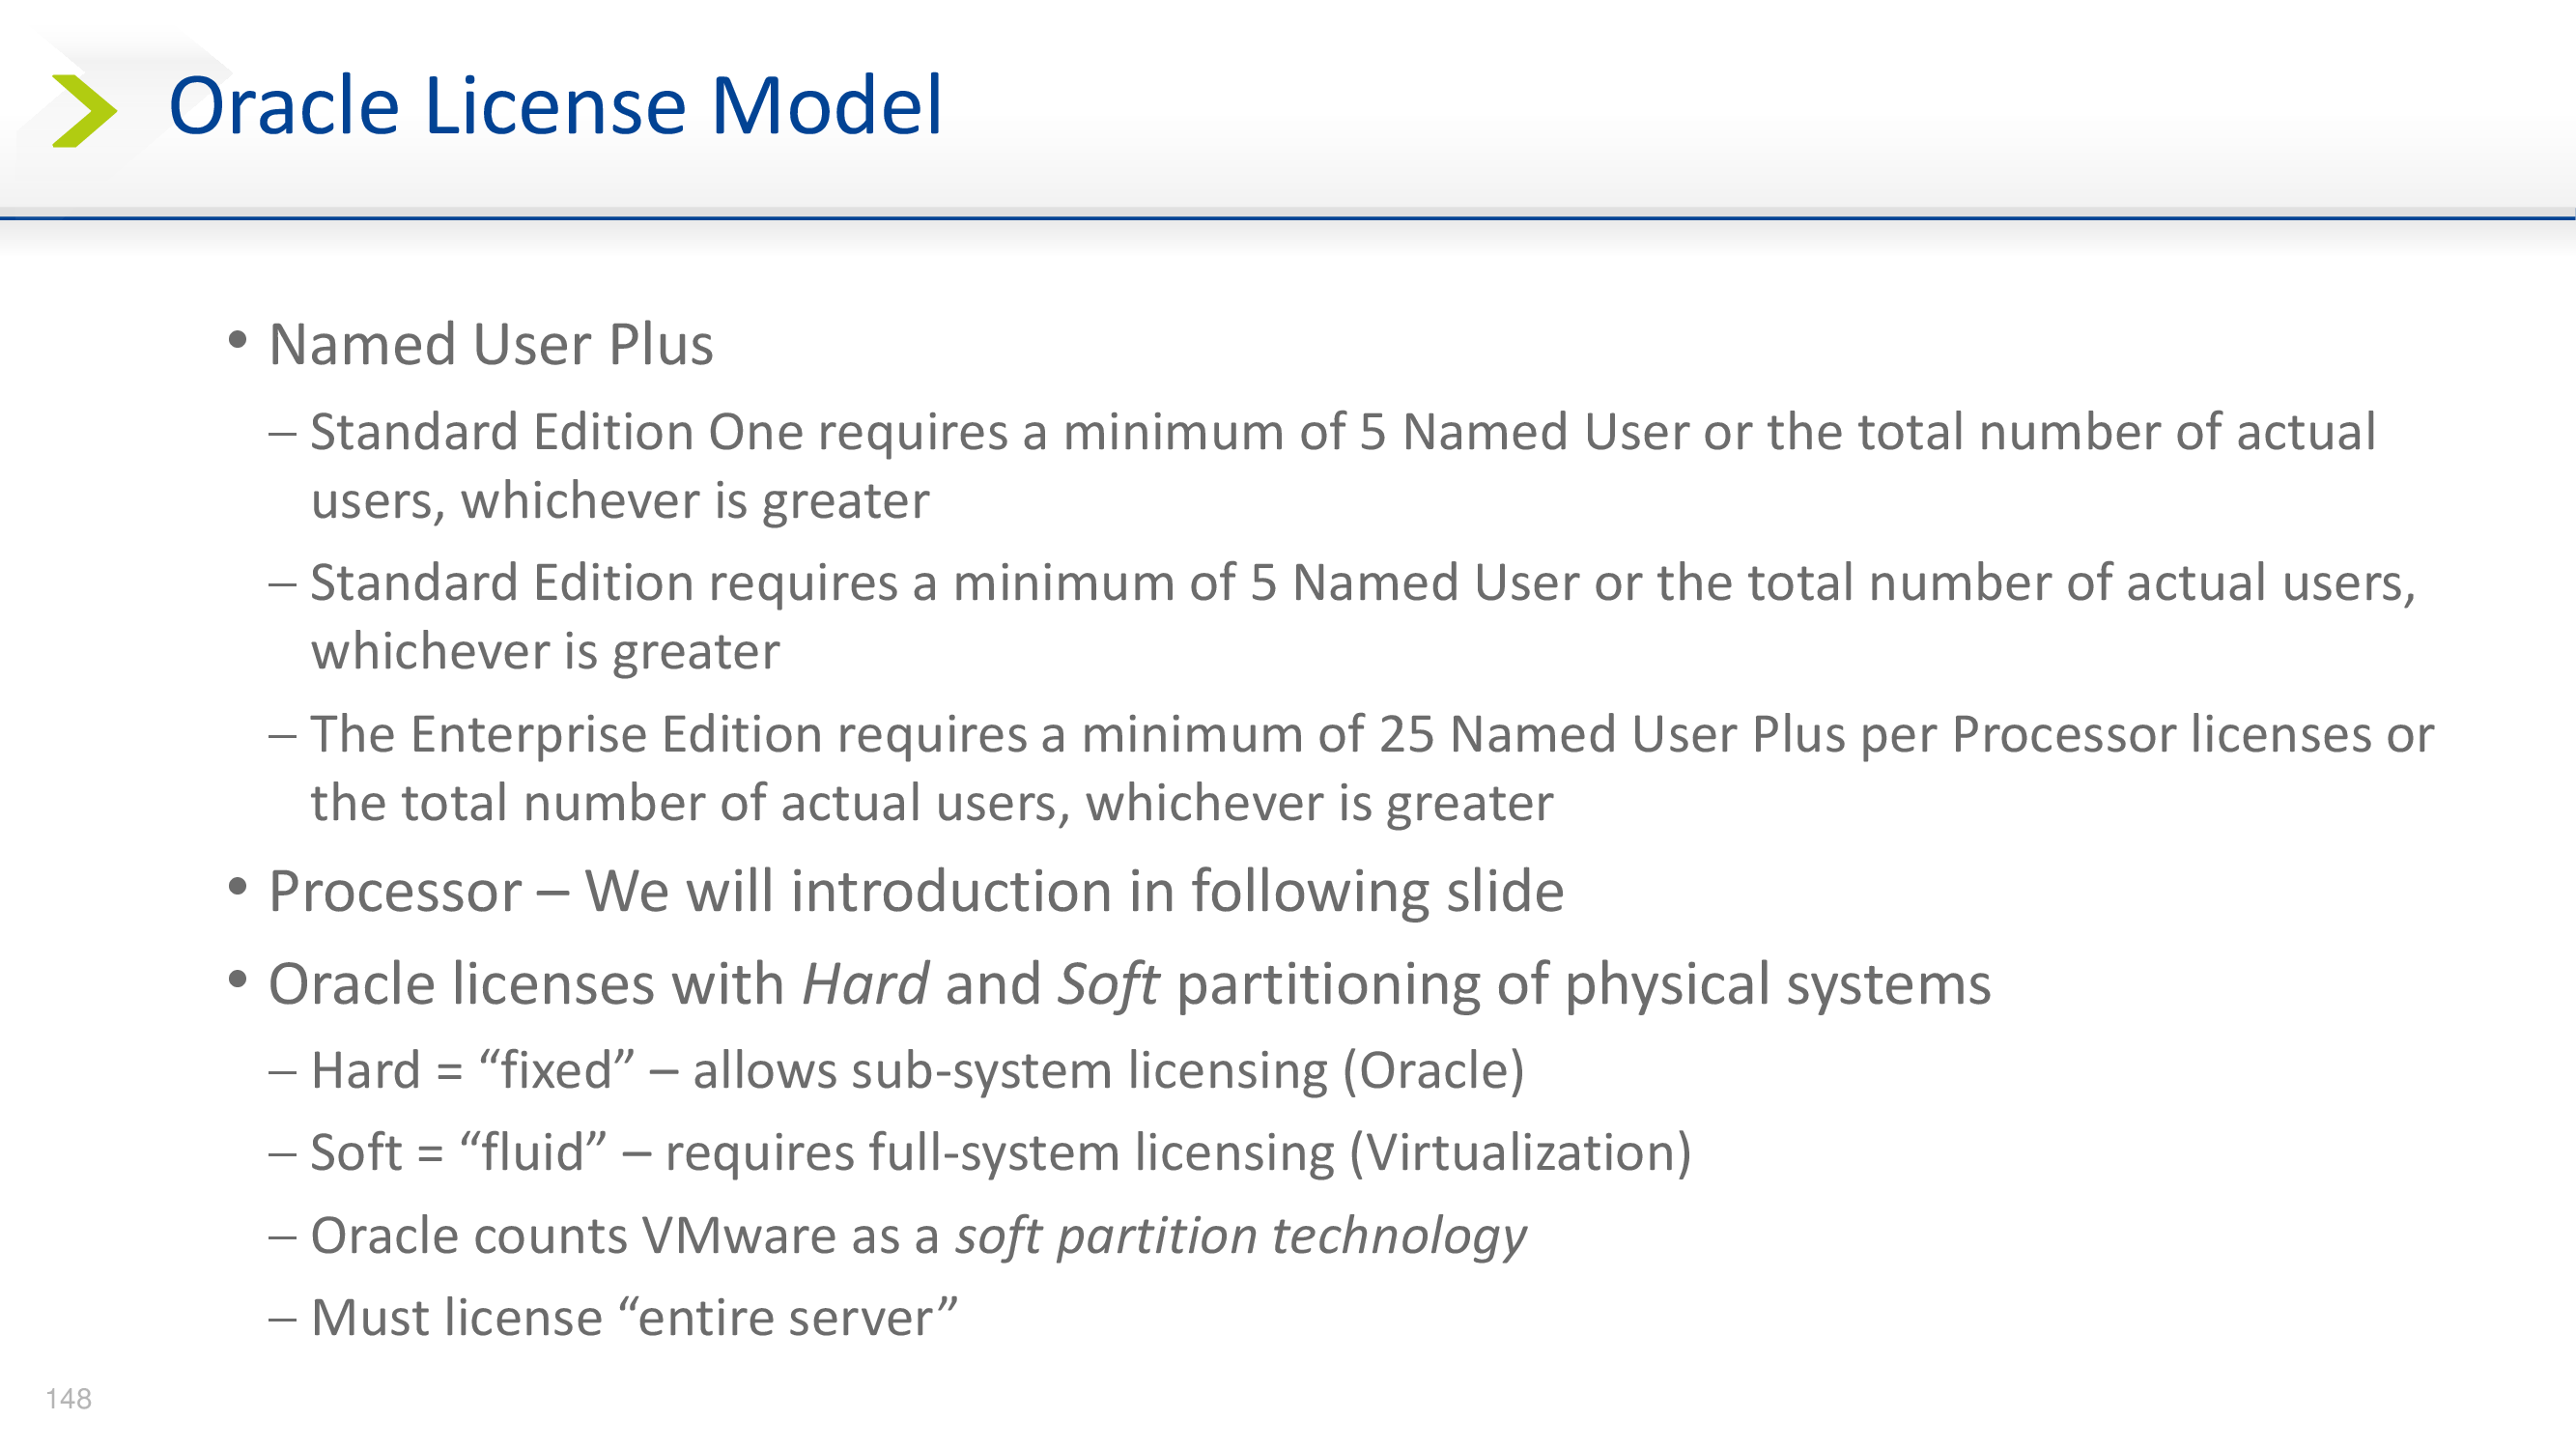 Oracle License Model
• Named User Plus
– Standard Edition One requires a minimum of 5 Named User or the total number of actual
users, whichever is greater
– Standard Edition requires a minimum of 5 Named User or the total number of actual users,
whichever is greater
– The Enterprise Edition requires a minimum of 25 Named User Plus per Processor licenses or
the total number of actual users, whichever is greater
• Processor – We will introduction in following slide
• Oracle licenses with Hard and Soft partitioning of physical systems
– Hard = “fixed” – allows sub-system licensing (Oracle)
– Soft = “fluid” – requires full-system licensing (Virtualization)
– Oracle counts VMware as a soft partition technology
– Must license “entire server”
148